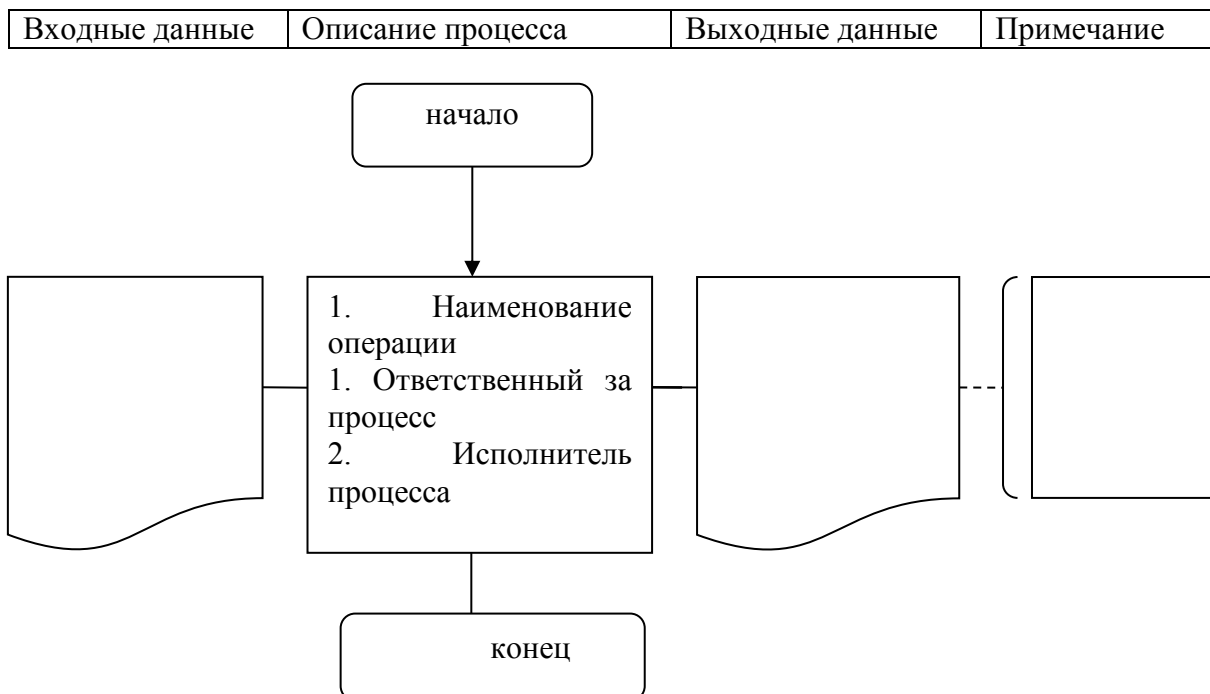 Входные данные Описание процесса Выходные данные Примечание
начало
1. Наименование
операции
1. Ответственный за
процесс
2. Исполнитель
процесса
конец